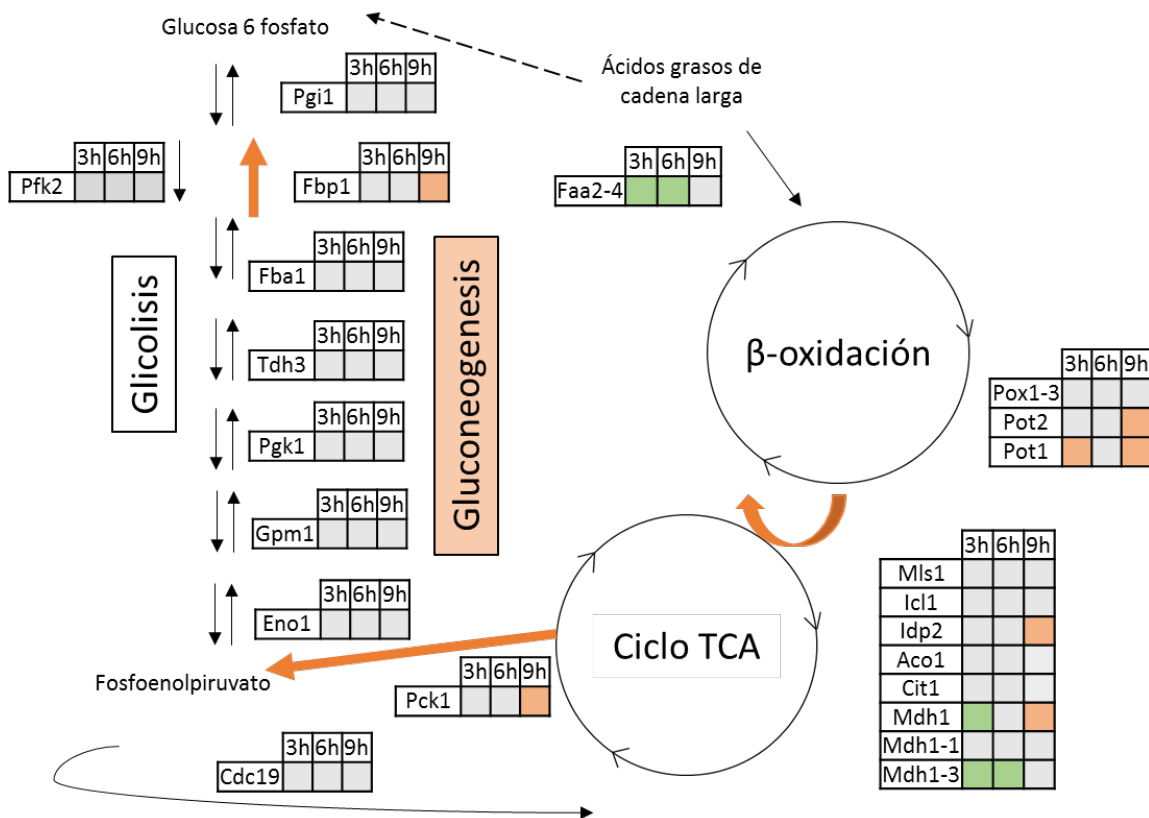 Glucosa 6 fosfato
3h 6h 9h
Pgi1
Ácidos grasos de
cadena larga
3h 6h 9h
Pfk2
3h 6h 9h
Fbp1
3h 6h 9h
Faa2-4
3h 6h 9h
Fba1
Glicolisis
Gluconeogenesis
3h 6h 9h
Tdh3
β-oxidación
3h 6h 9h
Pox1-3
Pot2
Pot1
3h 6h 9h
Pgk1
3h 6h 9h
Gpm1
3h 6h 9h
Eno1
Fosfoenolpiruvato
3h 6h 9h
Pck1
Ciclo TCA
3h 6h 9h
Mls1
Icl1
Idp2
Aco1
Cit1
Mdh1
Mdh1-1
Mdh1-3
3h 6h 9h
Cdc19